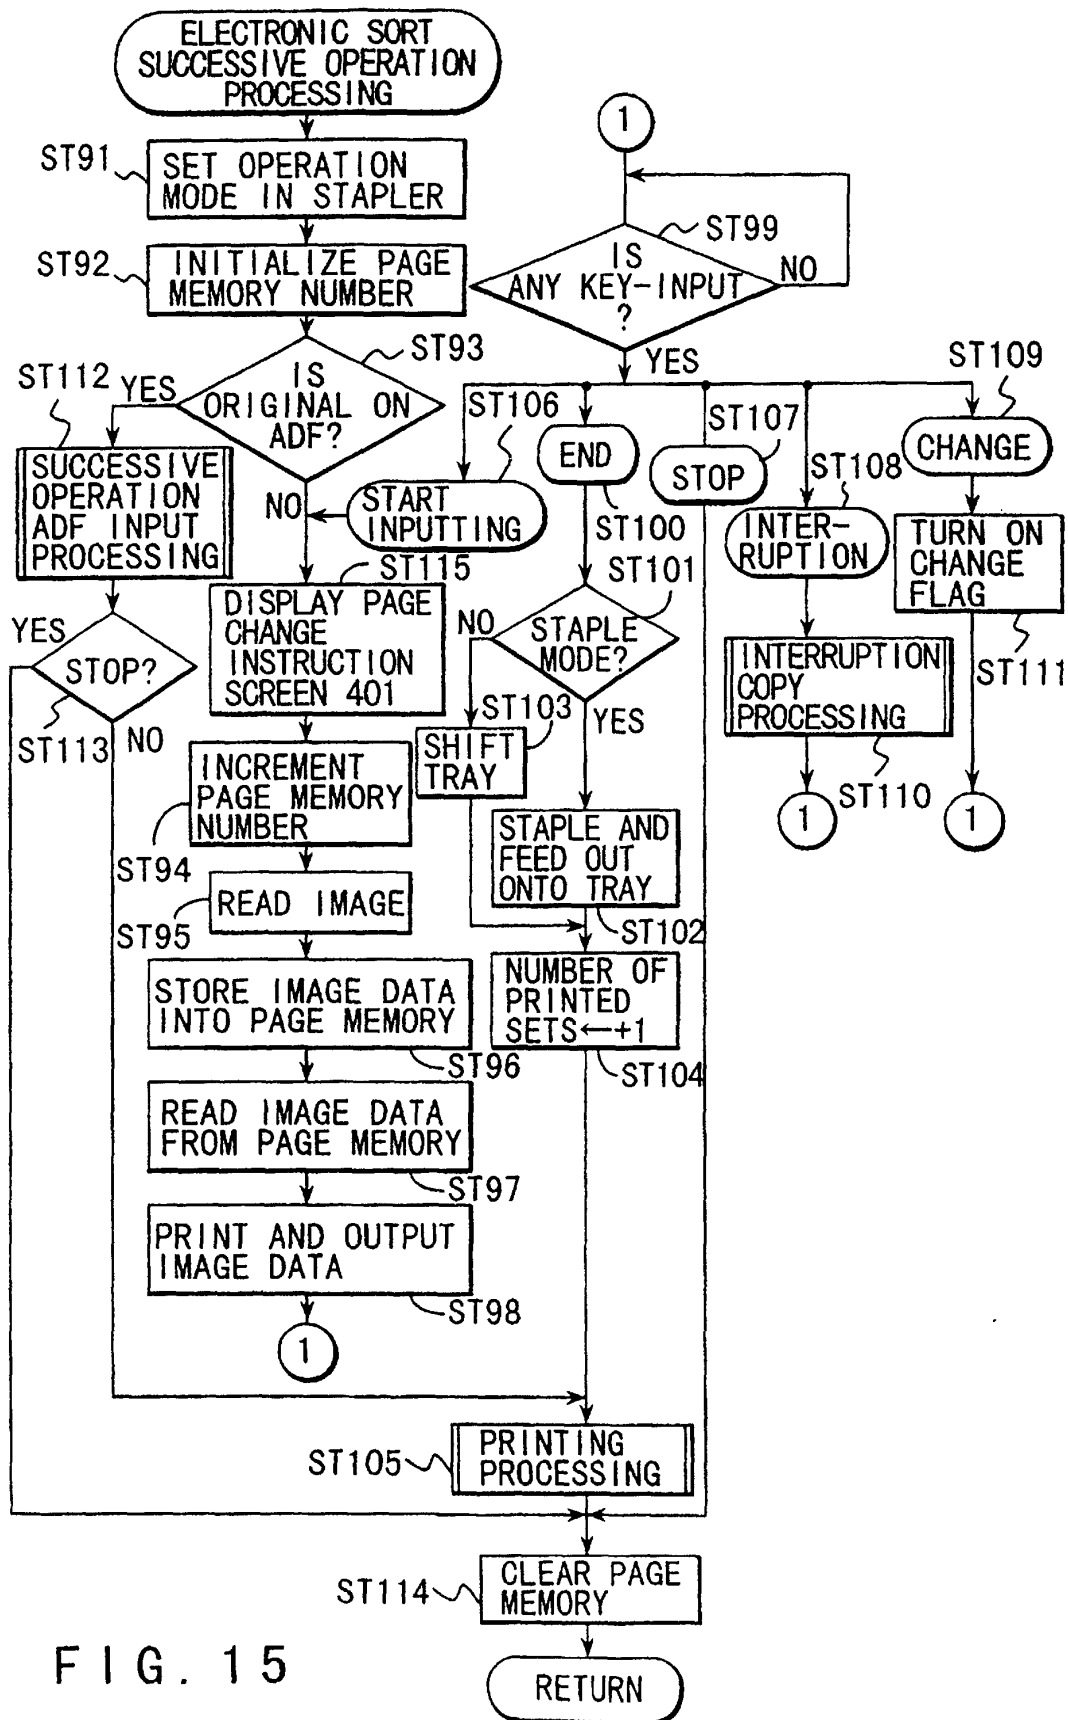 ELECTRONIC SORT
SUCCESSIVE OPERATION
PROCESSING
ST91
SET OPERATION
MODE IN STAPLER
ST92
INITIALIZE PAGE
MEMORY NUMBER
ST93
IS
ORIGINAL ON
ADF?
YES
NO
ST112
SUCCESSIVE
OPERATION
ADF INPUT
PROCESSING
YES
STOP?
ST113
NO
ST106
START
INPUTTING
ST115
DISPLAY PAGE
CHANGE
INSTRUCTION
SCREEN 401
INCREMENT
PAGE MEMORY
NUMBER
ST94
READ IMAGE
ST95
STORE IMAGE DATA
INTO PAGE MEMORY
ST96
READ IMAGE DATA
FROM PAGE MEMORY
ST97
PRINT AND OUTPUT
IMAGE DATA
ST98
1
1
ST99
IS
ANY KEY-INPUT
?
NO
YES
END
ST100
ST101
STAPLE
MODE?
NO
YES
ST103
SHIFT
TRAY
STAPLE AND
FEED OUT
ONTO TRAY
ST102
NUMBER OF
PRINTED
SETS←+1
ST104
ST107
STOP
ST108
INTER-
RUPTION
INTERRUPTION
COPY
PROCESSING
ST110
1
ST109
CHANGE
TURN ON
CHANGE
FLAG
ST111
1
ST105
PRINTING
PROCESSING
ST114
CLEAR PAGE
MEMORY
RETURN
FIG. 15